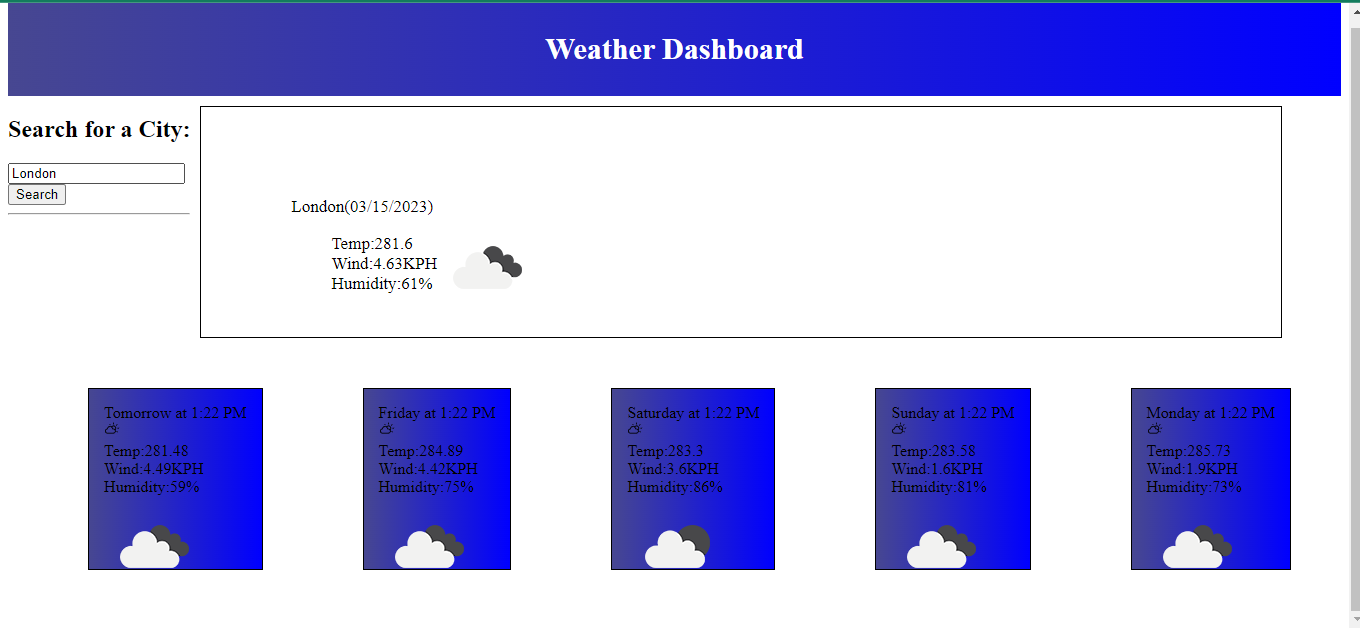 Weather Dashboard
Search for a City:
London
Search
London(03/15/2023)
Temp:281.6
Wind:4.63KPH
Humidity:61%
Tomorrow at 1:22 PM
Temp:281.48
Wind:4.49KPH
Humidity:59%
Friday at 1:22 PM
Temp:284.89
Wind:4.42KPH
Humidity:75%
Saturday at 1:22 PM
Temp:283.3
Wind:3.6KPH
Humidity:86%
Sunday at 1:22 PM
Temp:283.58
Wind:1.6KPH
Humidity:81%
Monday at 1:22 PM
Temp:285.73
Wind:1.9KPH
Humidity:73%